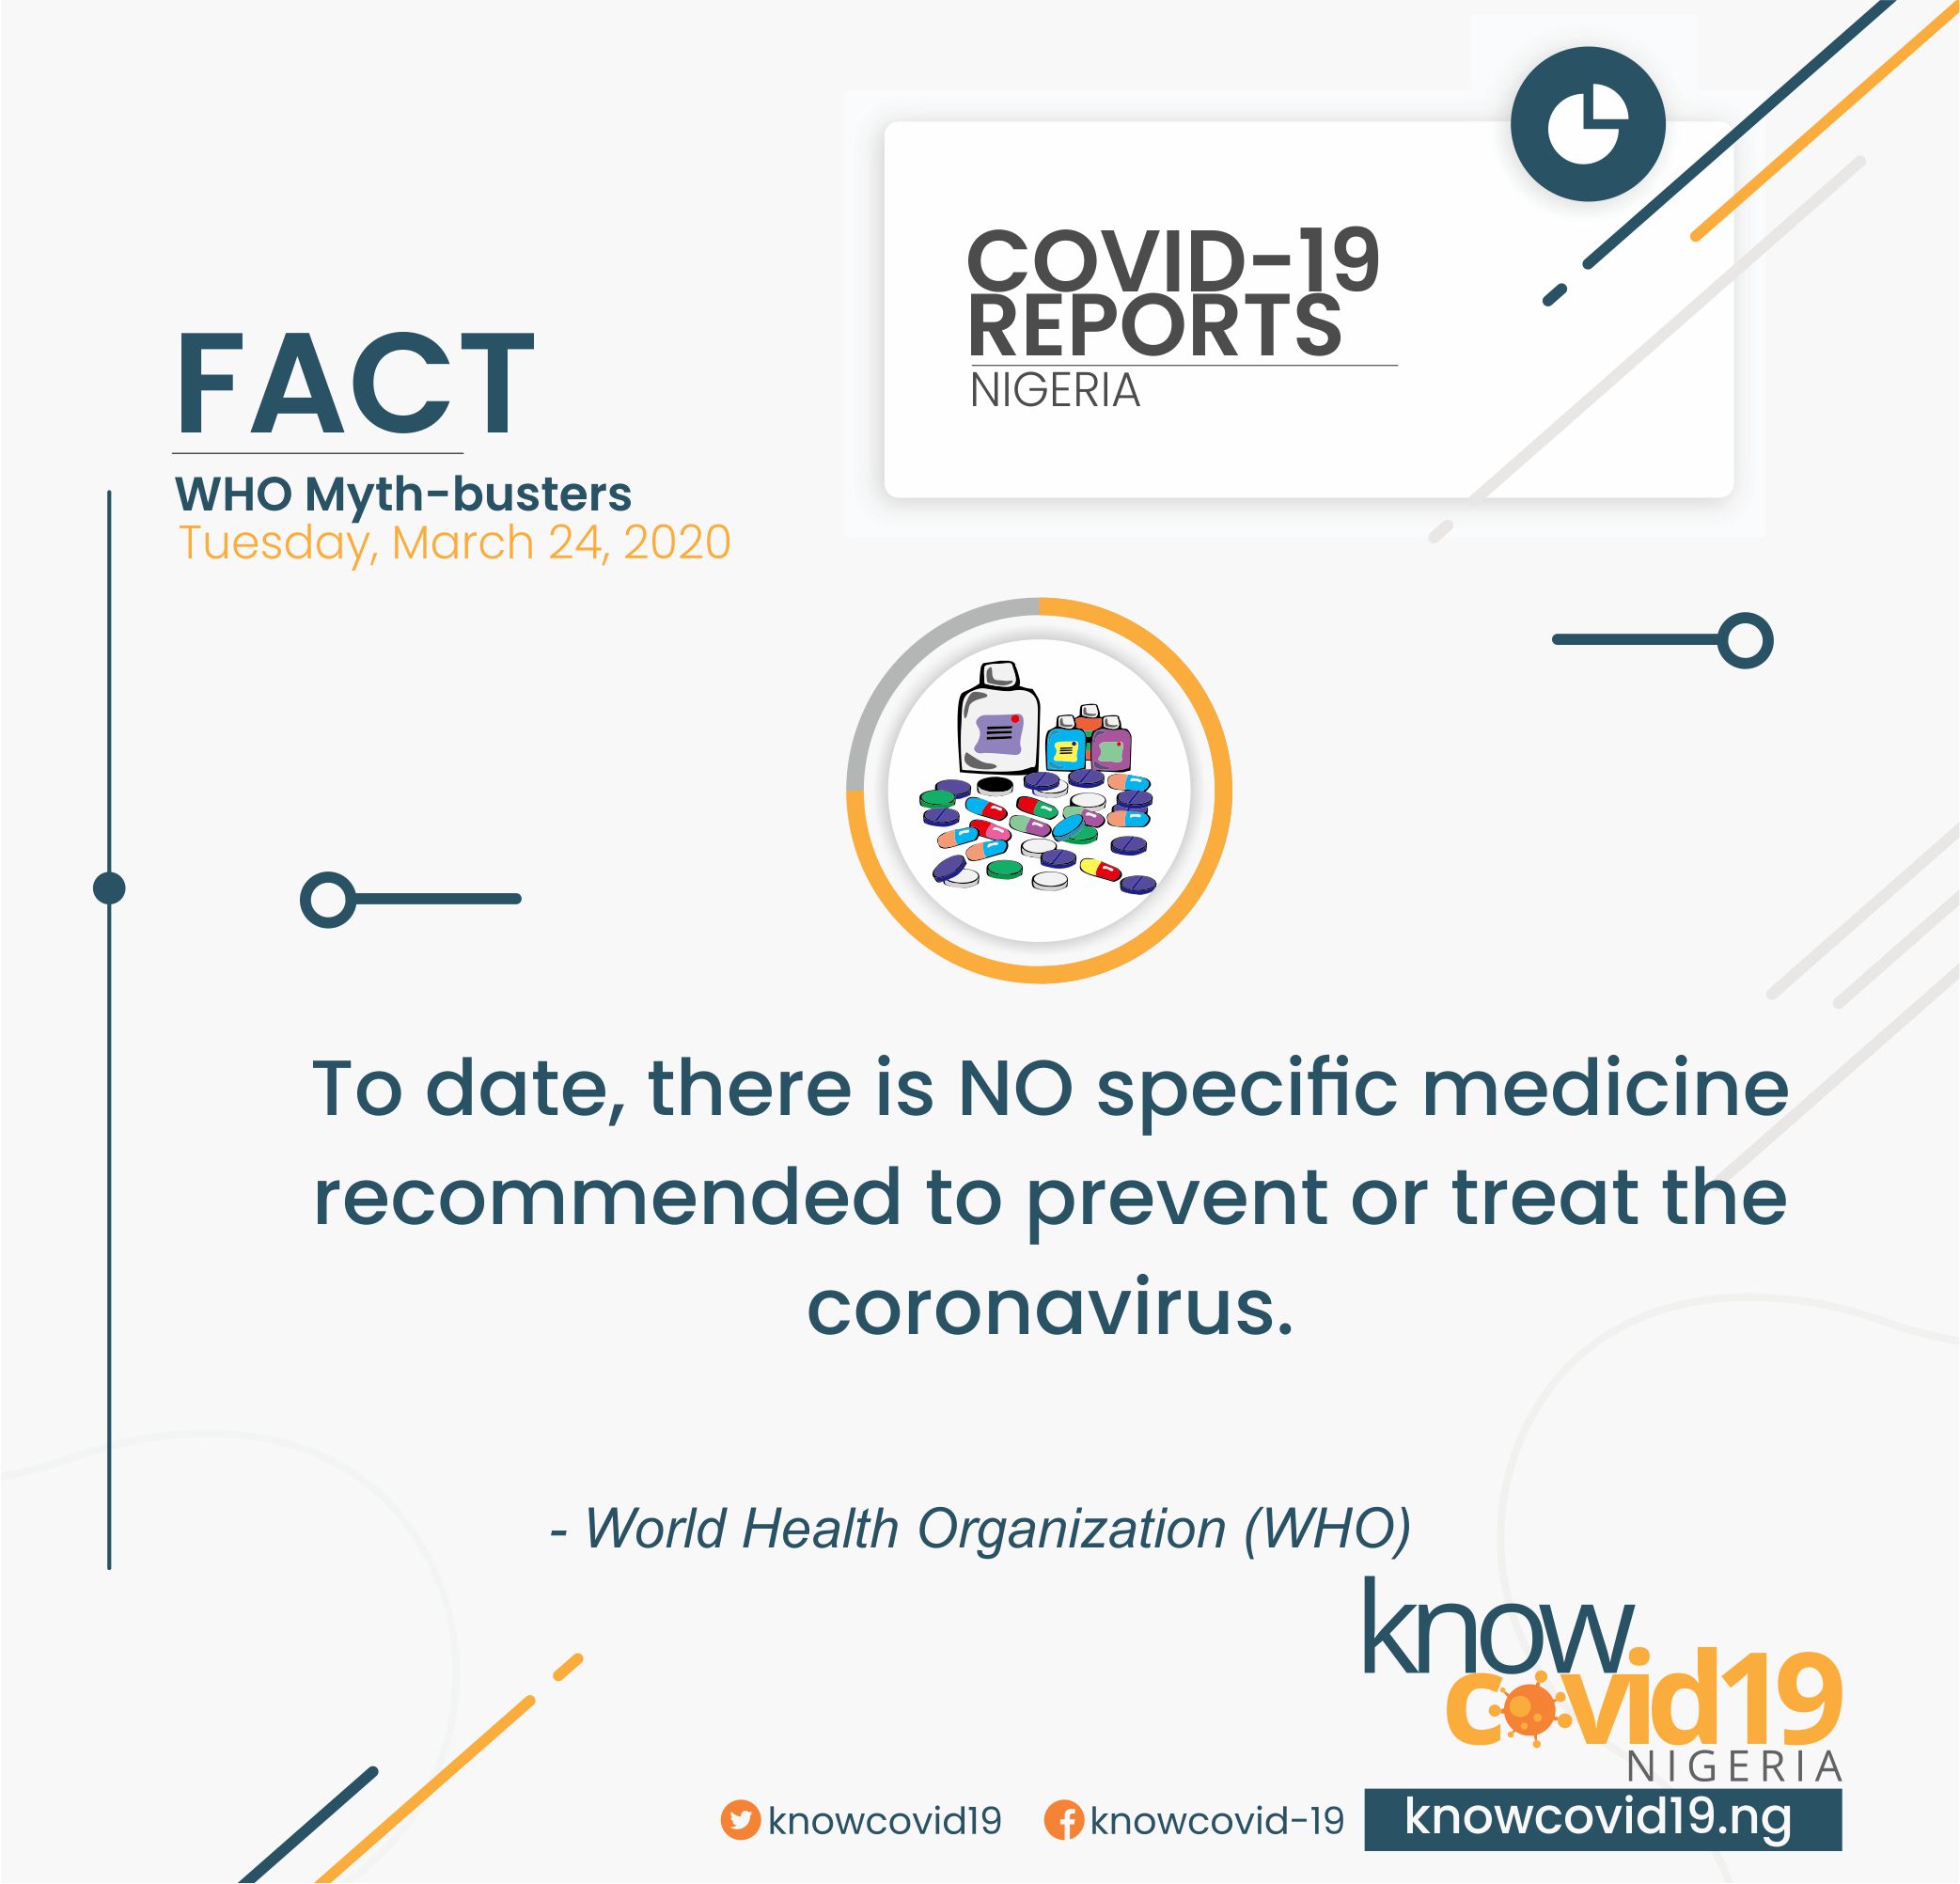 COVID-19
REPORTS
NIGERIA
FACT
WHO Myth-busters
Tuesday, March 24, 2020
To date, there is NO specific medicine
recommended to prevent or treat the
coronavirus.
- World Health Organization (WHO)
know
covid19
NIGERIA
knowcovid19 knowcovid-19 knowcovid19.ng